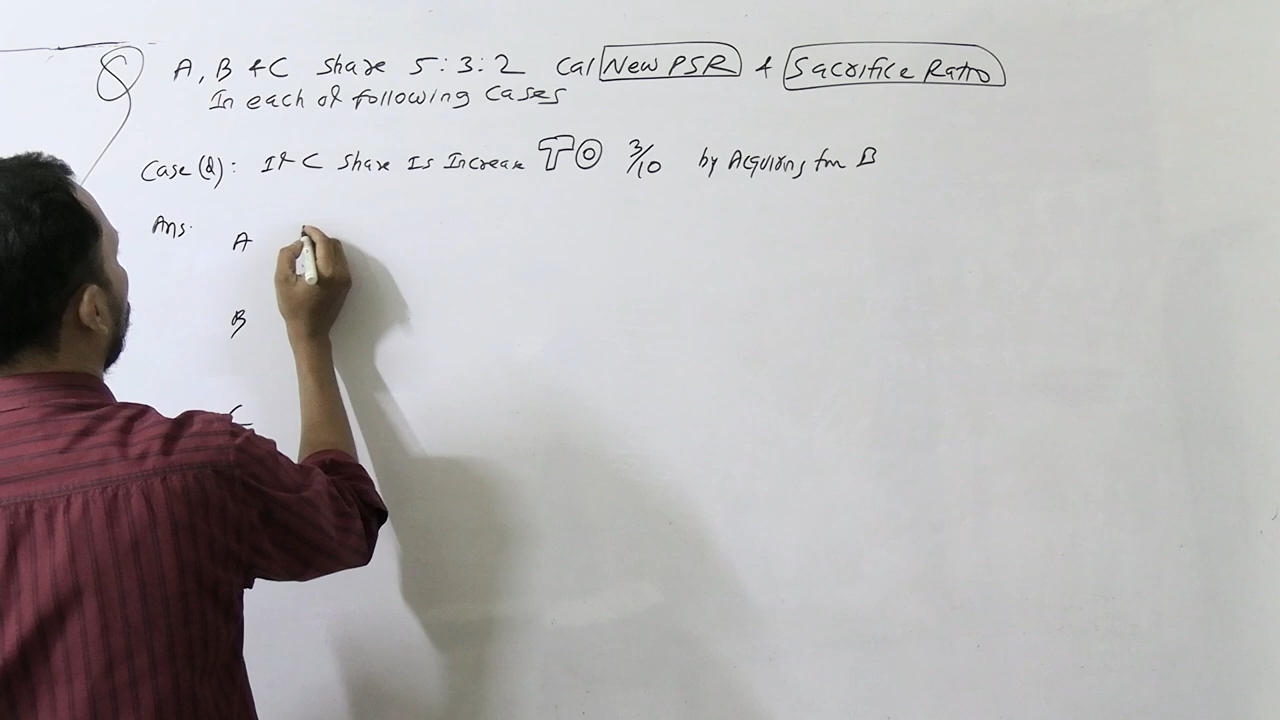 Q A, B & C Share 5:3:2 Cal New PSR & Sacrifice Ratio
In each of following Cases
Case (d): If C Share Is Increase TO 3/10 by Acquiring from B
Ans.
A
B
C